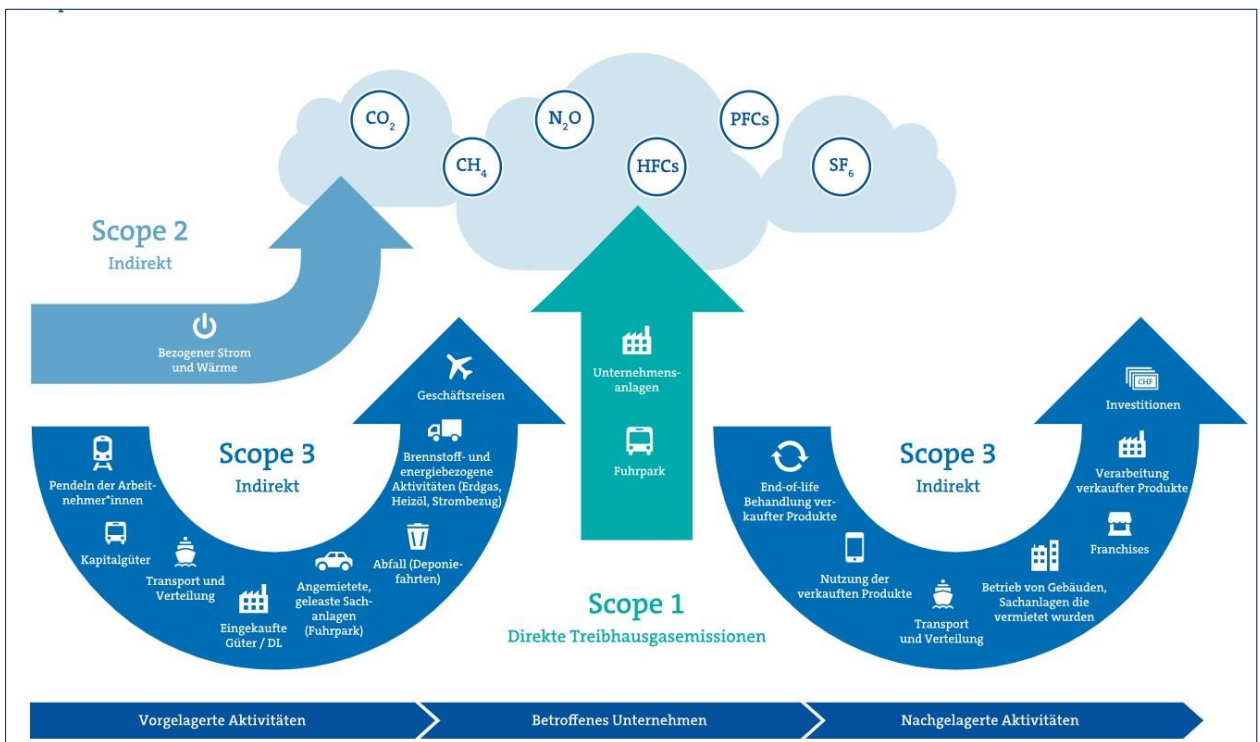 CO₂
CH₄
N₂O
HFCs
PFCs
SF₆
Scope 2
Indirekt
Bezogener Strom
und Wärme
Scope 3
Indirekt
Pendeln der Arbeit-
nehmer*innen
Kapitalgüter
Transport und
Verteilung
Eingekaufte
Güter / DL
Angemietete,
geleaste Sach-
anlagen
(Fuhrpark)
Abfall (Deponie-
fahrten)
Brennstoff- und
energiebezogene
Aktivitäten (Erdgas,
Heizöl, Strombezug)
Geschäftsreisen
Unternehmens-
anlagen
Fuhrpark
Scope 1
Direkte Treibhausgasemissionen
Scope 3
Indirekt
End-of-life
Behandlung ver-
kaufter Produkte
Nutzung der
verkauften Produkte
Transport
und Verteilung
Betrieb von Gebäuden,
Sachanlagen die
vermietet wurden
Franchises
Verarbeitung
verkaufter Produkte
CHF
Investitionen
Vorgelagerte Aktivitäten
Betroffenes Unternehmen
Nachgelagerte Aktivitäten